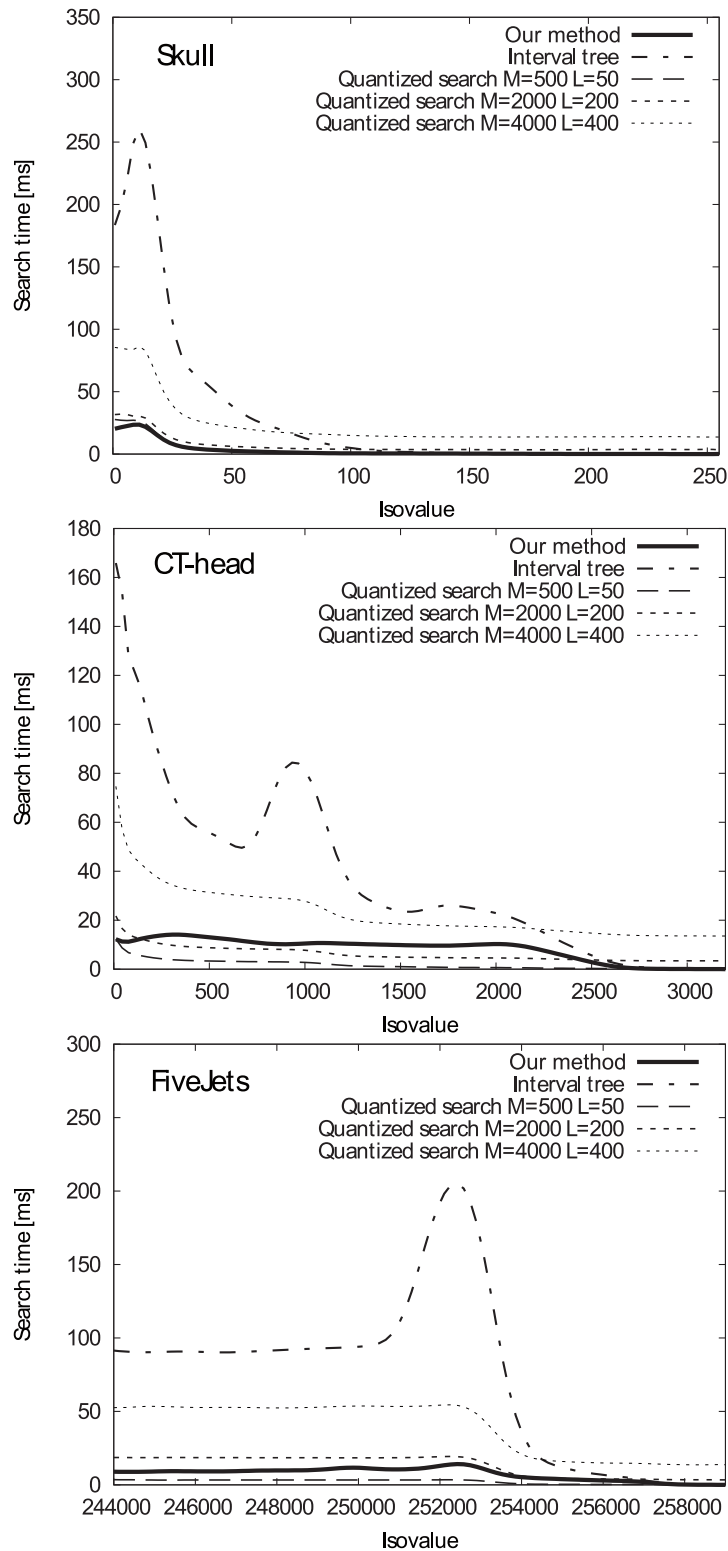 350
Skull
Our method
Interval tree
300
Quantized search M=500 L=50
Quantized search M=2000 L=200
Quantized search M=4000 L=400
250
200
150
100
50
0
Search time [ms]
0 50 100 150 200 250
Isovalue
180
CT-head
Our method
Interval tree
160
Quantized search M=500 L=50
Quantized search M=2000 L=200
140
Quantized search M=4000 L=400
120
100
80
60
40
20
0
Search time [ms]
0 500 1000 1500 2000 2500 3000
Isovalue
300
FiveJets
Our method
Interval tree
250
Quantized search M=500 L=50
Quantized search M=2000 L=200
Quantized search M=4000 L=400
200
150
100
50
0
Search time [ms]
244000 246000 248000 250000 252000 254000 256000 258000
Isovalue